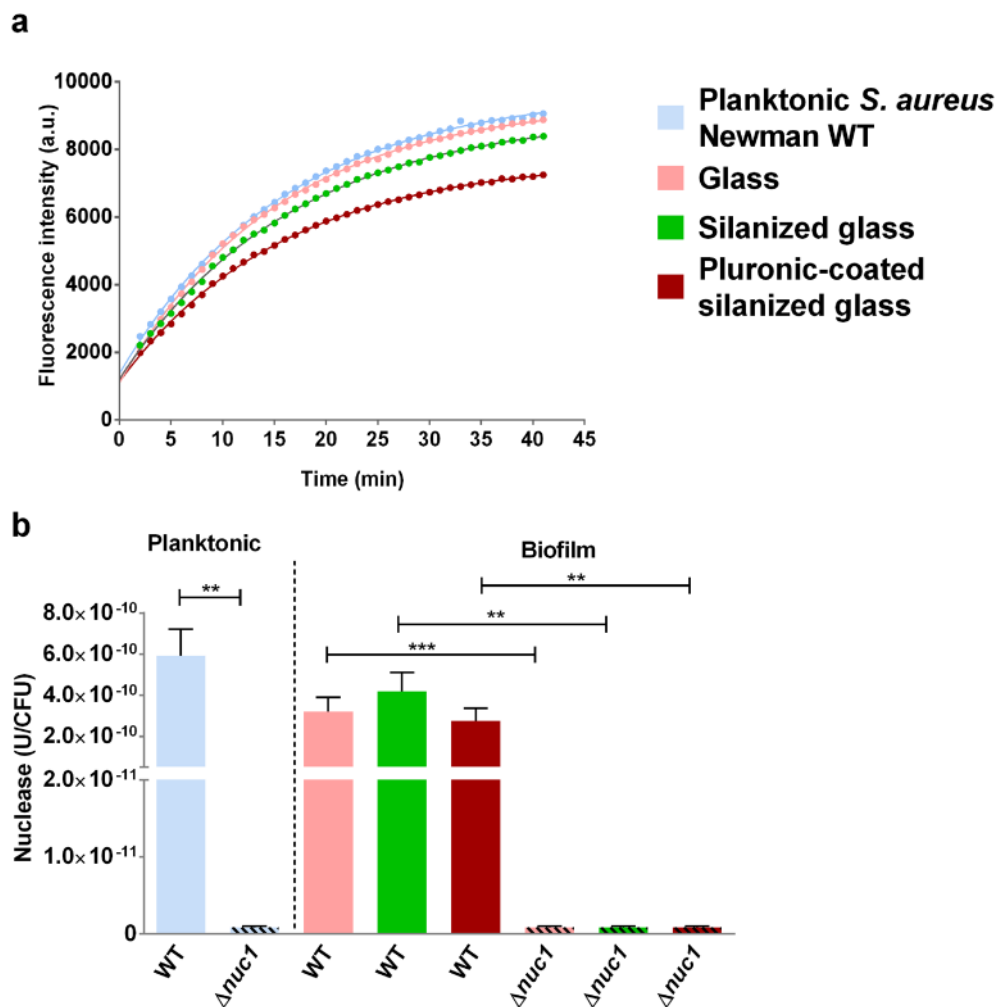 a
10000
8000
6000
4000
2000
0
Fluorescence intensity (a.u.)
0 5 10 15 20 25 30 35 40 45
Time (min)
Planktonic S. aureus
Newman WT
Glass
Silanized glass
Pluronic-coated
silanized glass
b
Planktonic
Biofilm
**
**
**
***
8.0× 10⁻¹⁰
6.0× 10⁻¹⁰
4.0× 10⁻¹⁰
2.0× 10⁻¹⁰
2.0× 10⁻¹¹
1.0× 10⁻¹¹
0
Nuclease (U/CFU)
WT Δnuc1 WT WT WT Δnuc1 Δnuc1 Δnuc1